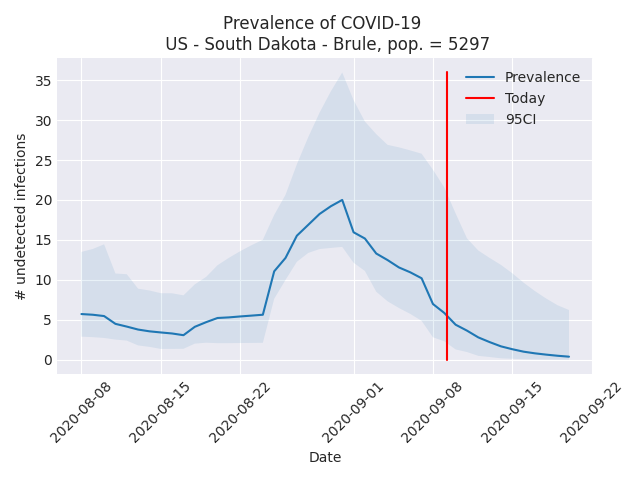 Prevalence of COVID-19
US - South Dakota - Brule, pop. = 5297
Prevalence
Today
95CI
# undetected infections
35
30
25
20
15
10
5
0
2020-08-08
2020-08-15
2020-08-22
2020-09-01
2020-09-08
2020-09-15
2020-09-22
Date